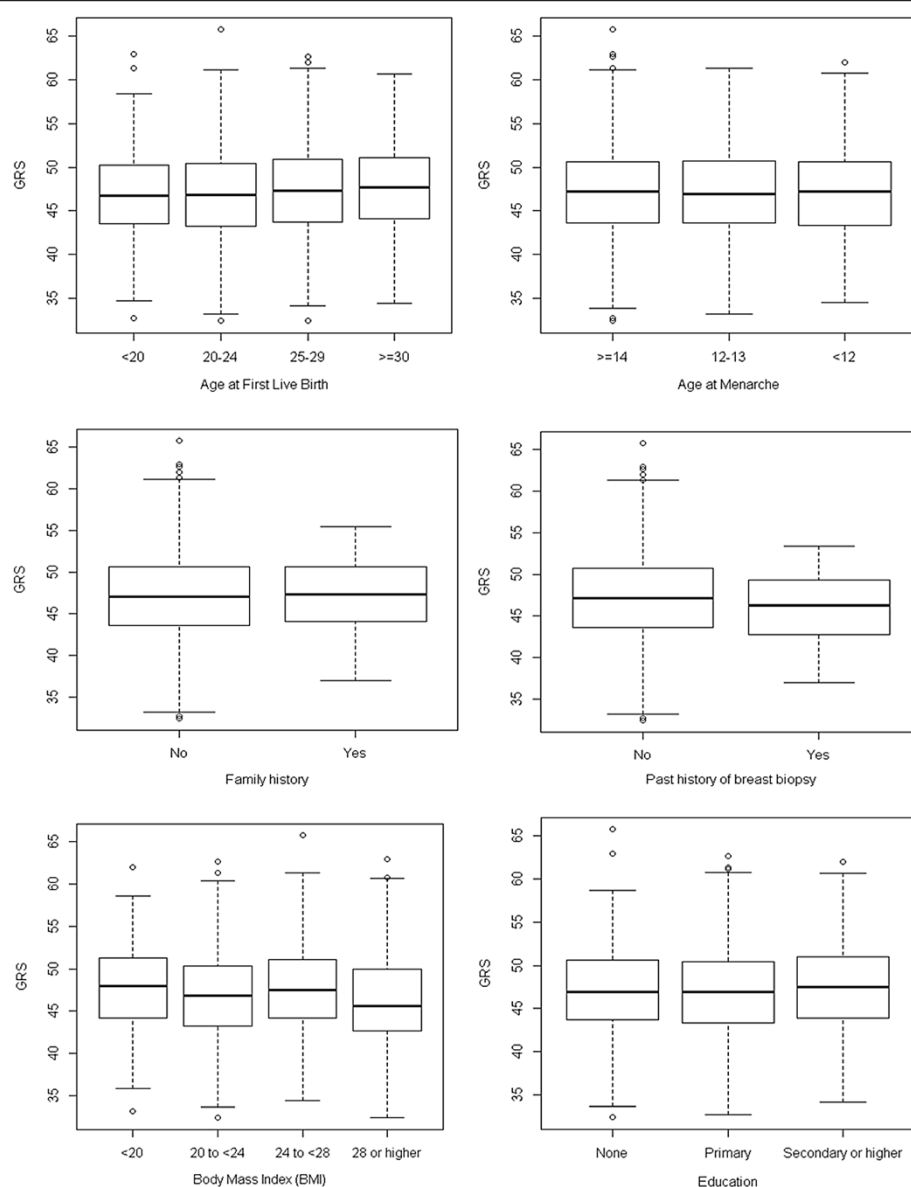 65
60
55
50
45
40
35
GRS
<20 20-24 25-29 >=30
Age at First Live Birth
65
60
55
50
45
40
35
GRS
>=14 12-13 <12
Age at Menarche
65
60
55
50
45
40
35
GRS
No Yes
Family history
65
60
55
50
45
40
35
GRS
No Yes
Past history of breast biopsy
65
60
55
50
45
40
35
GRS
<20 20 to <24 24 to <28 28 or higher
Body Mass Index (BMI)
65
60
55
50
45
40
35
GRS
None Primary Secondary or higher
Education